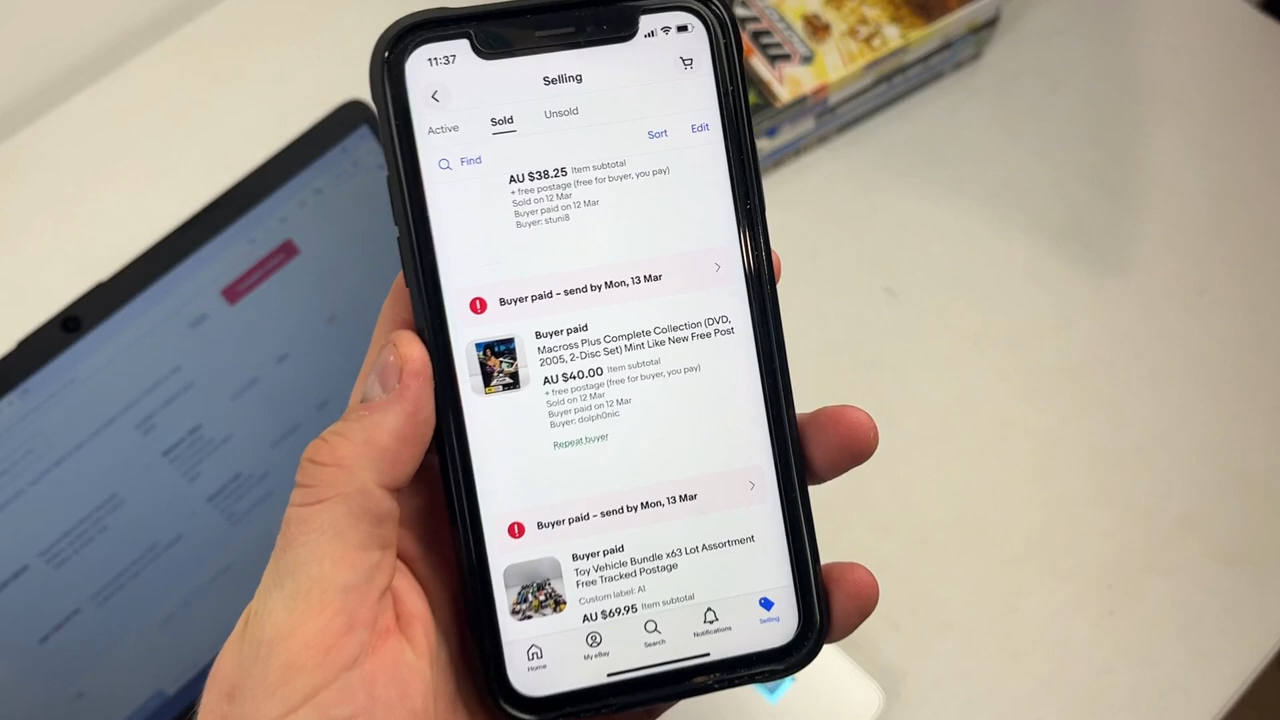 11:37
Selling
Active
Sold
Unsold
Find
Sort
Edit
AU $38.25 Item subtotal
+ free postage (free for buyer, you pay)
Sold on 12 Mar
Buyer paid on 12 Mar
Buyer: stuni8
Buyer paid – send by Mon, 13 Mar
Buyer paid
Macross Plus Complete Collection (DVD,
2005, 2-Disc Set) Mint Like New Free Post
AU $40.00 Item subtotal
+ free postage (free for buyer, you pay)
Sold on 12 Mar
Buyer paid on 12 Mar
Buyer: dolph0nic
Repeat buyer
Buyer paid – send by Mon, 13 Mar
Buyer paid
Toy Vehicle Bundle x63 Lot Assortment
Free Tracked Postage
Custom label: A1
AU $69.95 Item subtotal
Home
My eBay
Search
Notifications
Selling